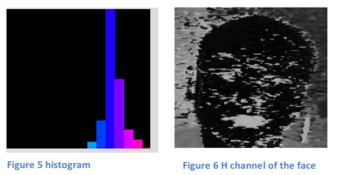 Figure 5 histogram
Figure 6 H channel of the face